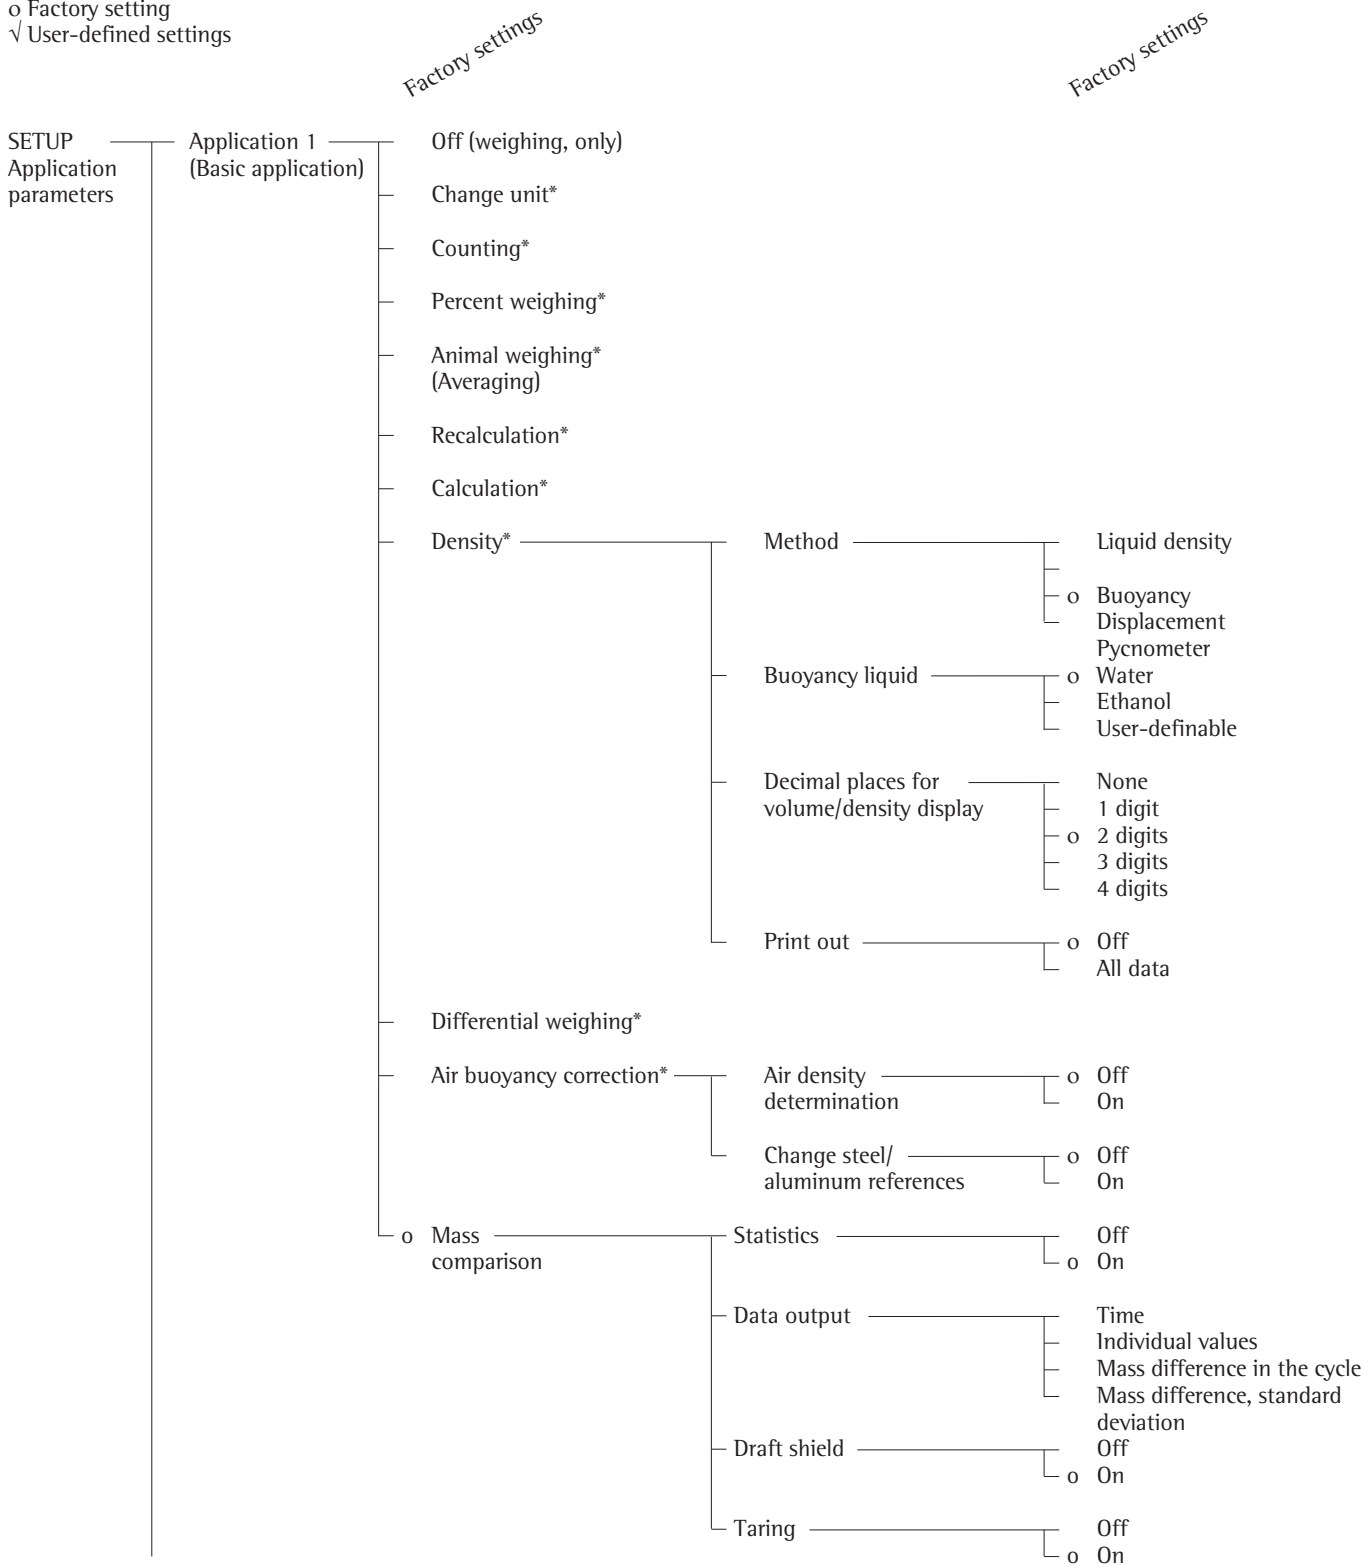 o Factory setting
√ User-defined settings
Factory settings
Factory settings
SETUP
Application
parameters
Application 1
(Basic application)
Off (weighing, only)
Change unit*
Counting*
Percent weighing*
Animal weighing*
(Averaging)
Recalculation*
Calculation*
Density*
Method
Liquid density
o Buoyancy
Displacement
Pycnometer
Buoyancy liquid
o Water
Ethanol
User-definable
Decimal places for
volume/density display
None
1 digit
o 2 digits
3 digits
4 digits
Print out
o Off
All data
Differential weighing*
Air buoyancy correction*
Air density
determination
o Off
On
Change steel/
aluminum references
o Off
On
o Mass
comparison
Statistics
Off
o On
Data output
Time
Individual values
Mass difference in the cycle
Mass difference, standard
deviation
Draft shield
Off
o On
Taring
Off
o On